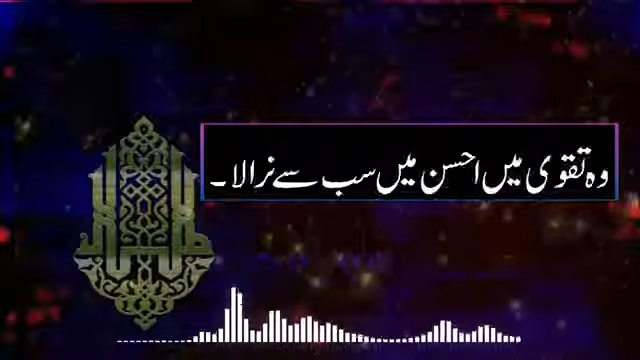 وہ تقوی میں احسن میں سب سے نرالا ۔